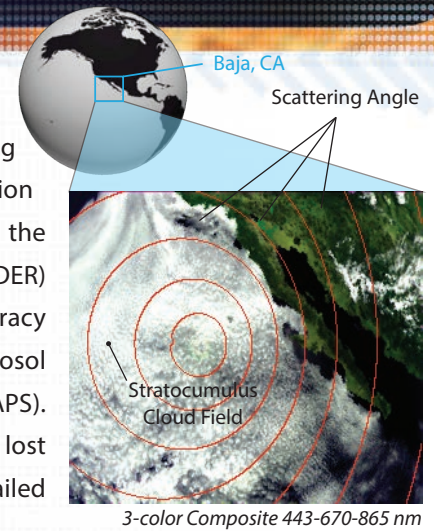 Baja, CA
Scattering Angle
ng
ion
the
DER)
racy
osol
APS).
lost
ailed
Stratocumulus
Cloud Field
3-color Composite 443-670-865 nm